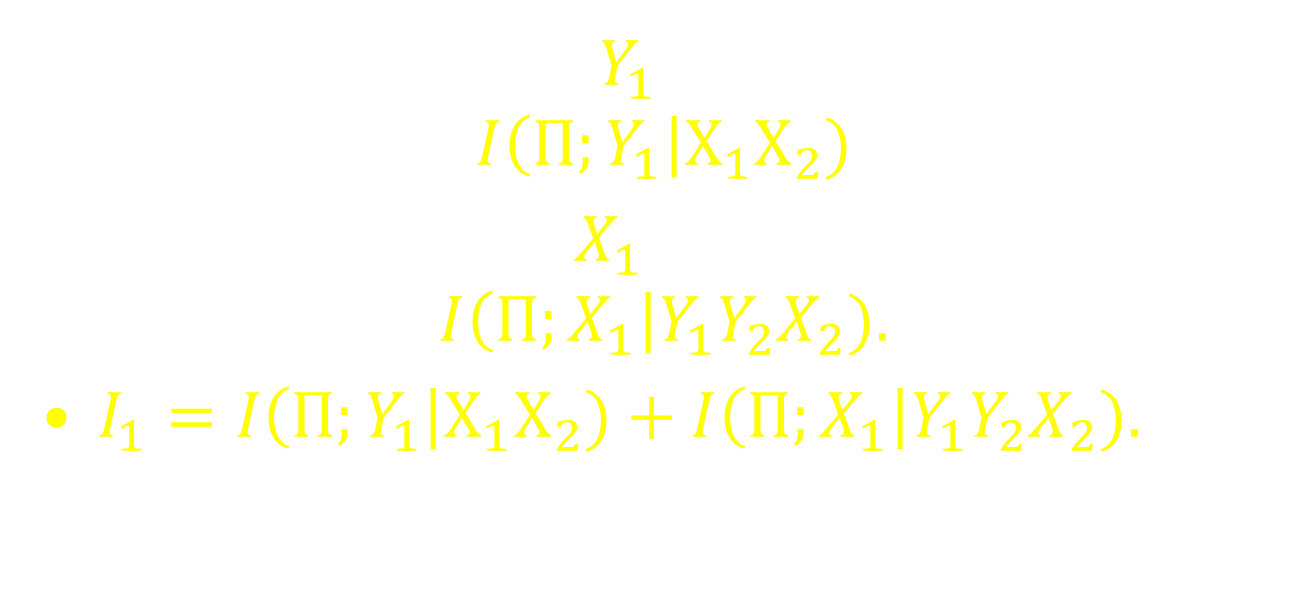 Y₁
I(Π; Y₁|X₁X₂)
X₁
I(Π; X₁|Y₁Y₂X₂).
• I₁ = I(Π; Y₁|X₁X₂) + I(Π; X₁|Y₁Y₂X₂).